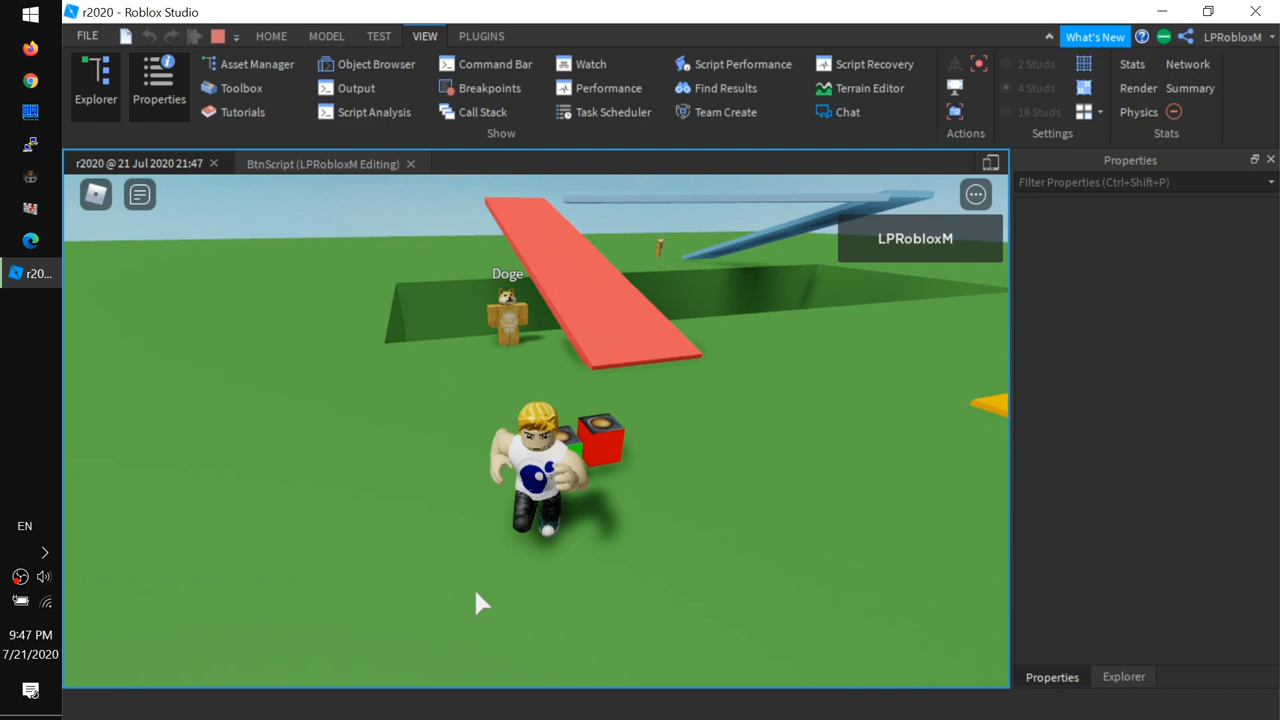 r2020 - Roblox Studio
FILE HOME MODEL TEST VIEW PLUGINS What's New LPRobloxM
Explorer
Properties
Asset Manager
Toolbox
Tutorials
Object Browser
Output
Script Analysis
Command Bar
Breakpoints
Call Stack
Watch
Performance
Task Scheduler
Script Performance
Find Results
Team Create
Script Recovery
Terrain Editor
Chat
Show
Actions
2 Studs
4 Studs
16 Studs
Settings
Stats Network
Render Summary
Physics
Stats
r2020 @ 21 Jul 2020 21:47
BtnScript (LPRobloxM Editing)
Properties
Filter Properties (Ctrl+Shift+P)
LPRobloxM
Doge
r20...
EN
9:47 PM
7/21/2020
Properties Explorer